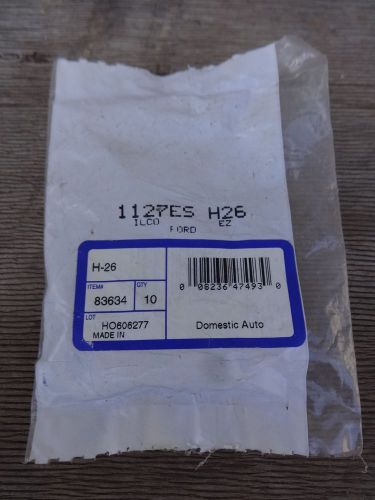 1127ES H26
ILCO EZ
FORD
H-26
ITEM# QTY
83634 10
0 08236 47493 0
LOT
HO606277
MADE IN
Domestic Auto